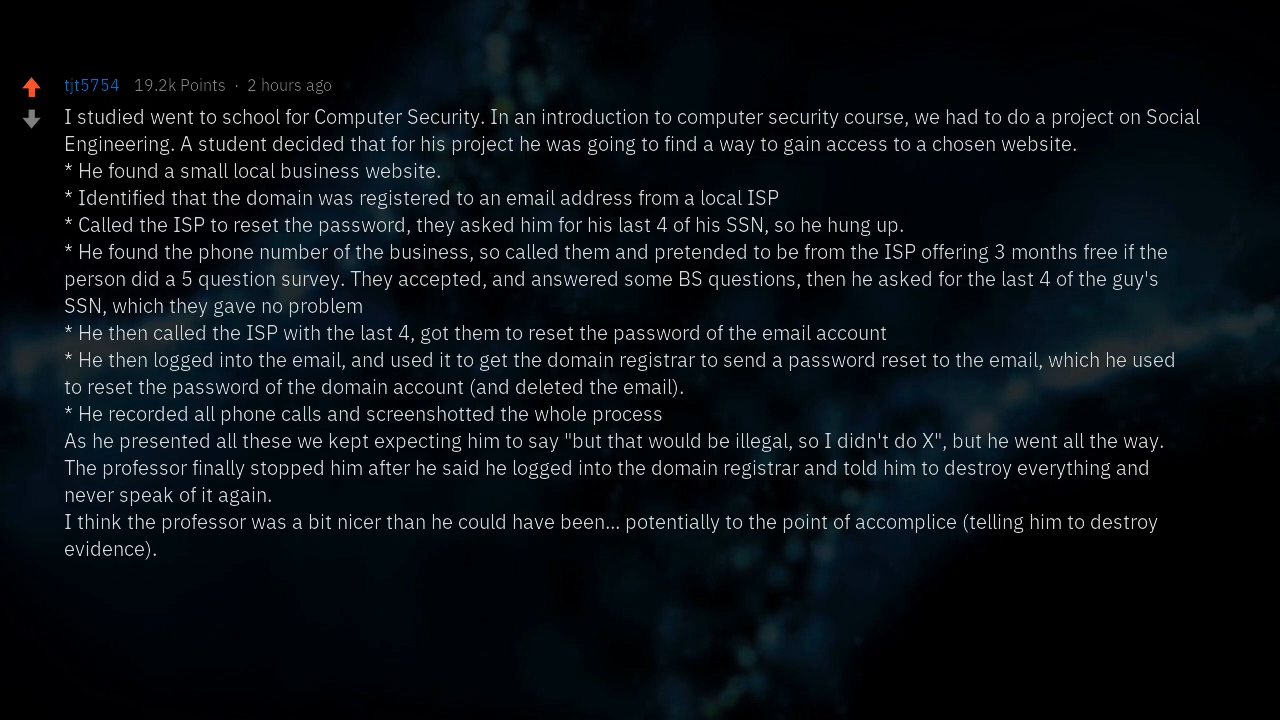 tjt5754 19.2k Points · 2 hours ago
I studied went to school for Computer Security. In an introduction to computer security course, we had to do a project on Social
Engineering. A student decided that for his project he was going to find a way to gain access to a chosen website.
* He found a small local business website.
* Identified that the domain was registered to an email address from a local ISP
* Called the ISP to reset the password, they asked him for his last 4 of his SSN, so he hung up.
* He found the phone number of the business, so called them and pretended to be from the ISP offering 3 months free if the
person did a 5 question survey. They accepted, and answered some BS questions, then he asked for the last 4 of the guy's
SSN, which they gave no problem
* He then called the ISP with the last 4, got them to reset the password of the email account
* He then logged into the email, and used it to get the domain registrar to send a password reset to the email, which he used
to reset the password of the domain account (and deleted the email).
* He recorded all phone calls and screenshotted the whole process
As he presented all these we kept expecting him to say "but that would be illegal, so I didn't do X", but he went all the way.
The professor finally stopped him after he said he logged into the domain registrar and told him to destroy everything and
never speak of it again.
I think the professor was a bit nicer than he could have been... potentially to the point of accomplice (telling him to destroy
evidence).